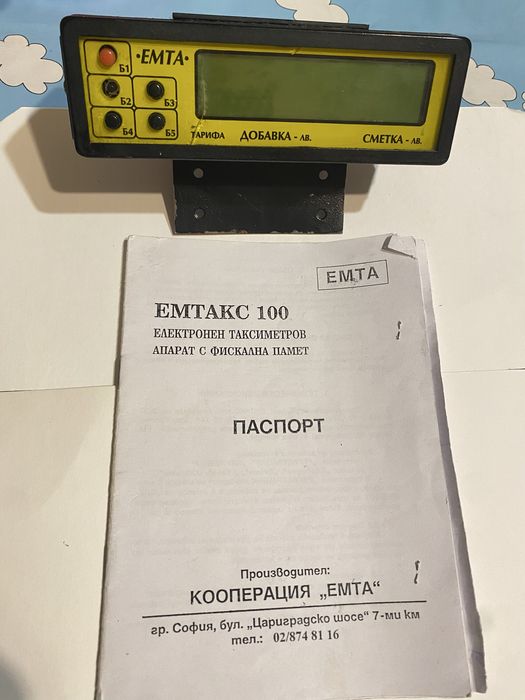 ·ЕМТА·
Б1
Б2
Б3
Б4
Б5
ТАРИФА
ДОБАВКА - ЛВ.
СМЕТКА - ЛВ.
ЕМТА
ЕМТАКС 100
ЕЛЕКТРОНЕН ТАКСИМЕТРОВ
АПАРАТ С ФИСКАЛНА ПАМЕТ
ПАСПОРТ
Производител:
КООПЕРАЦИЯ „ЕМТА“
гр. София, бул. „Цариградско шосе“ 7-ми км
тел.: 02/874 81 16